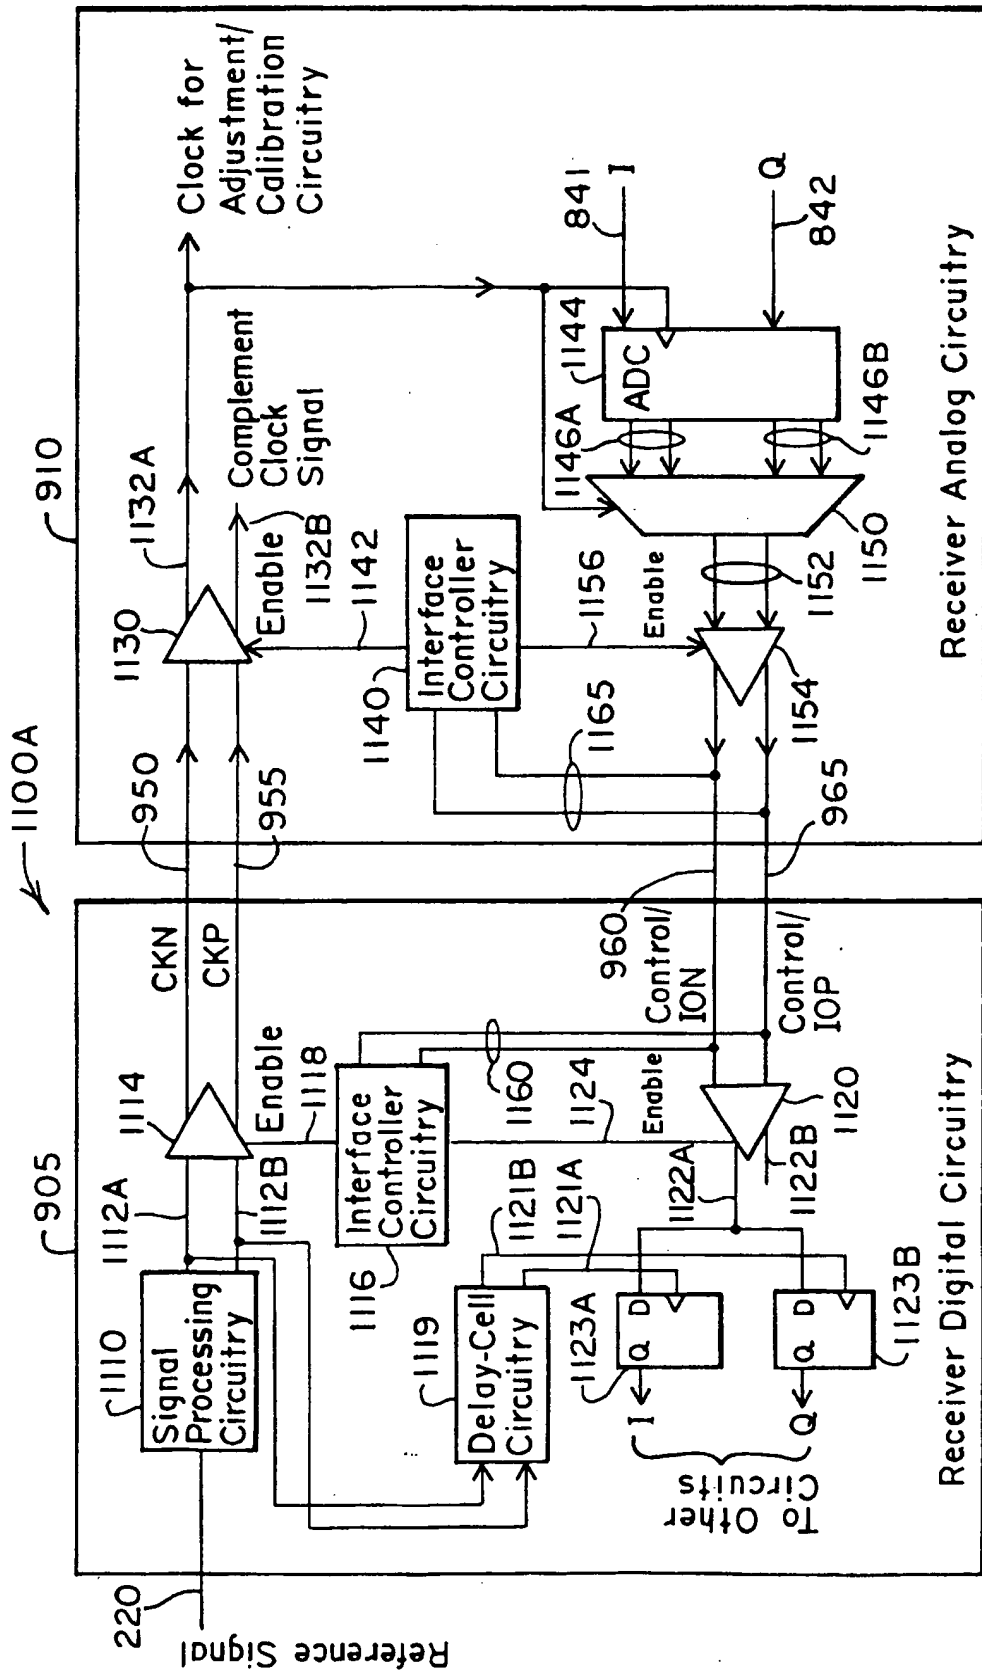 1100A
905
910
Reference Signal
220
1110
Signal
Processing
Circuitry
1112A
1112B
1114
Enable
1118
CKN
CKP
950
955
1130
Enable
1132A
1132B
Clock for
Adjustment/
Calibration
Circuitry
Complement
Clock
Signal
1142
1116
Interface
Controller
Circuitry
1160
1124
1140
Interface
Controller
Circuitry
1156
1165
1119
Delay-Cell
Circuitry
1121B
1121A
1122A
1122B
Enable
1120
960
Control/
ION
Control/
IOP
965
Enable
1154
1152
1150
1146A
1146B
1144
ADC
841
I
Q
842
1123A
Q D
1123B
Q D
I
Q
To Other
Circuits
Receiver Digital Circuitry
Receiver Analog Circuitry